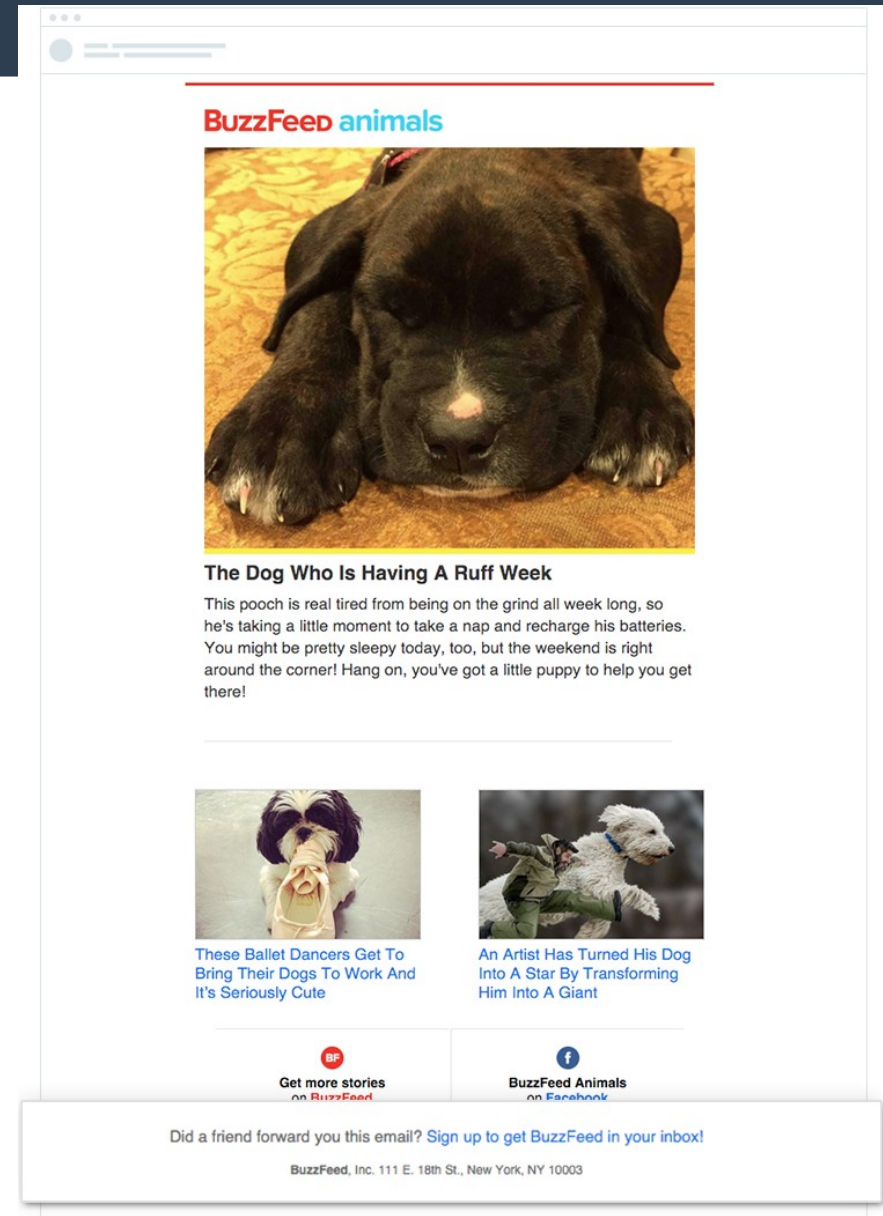 BuzzFeed animals
The Dog Who Is Having A Ruff Week
This pooch is real tired from being on the grind all week long, so
he's taking a little moment to take a nap and recharge his batteries.
You might be pretty sleepy today, too, but the weekend is right
around the corner! Hang on, you've got a little puppy to help you get
there!
These Ballet Dancers Get To
Bring Their Dogs To Work And
It's Seriously Cute
An Artist Has Turned His Dog
Into A Star By Transforming
Him Into A Giant
BF
Get more stories
on BuzzFeed
f
BuzzFeed Animals
on Facebook
Did a friend forward you this email? Sign up to get BuzzFeed in your inbox!
BuzzFeed, Inc. 111 E. 18th St., New York, NY 10003